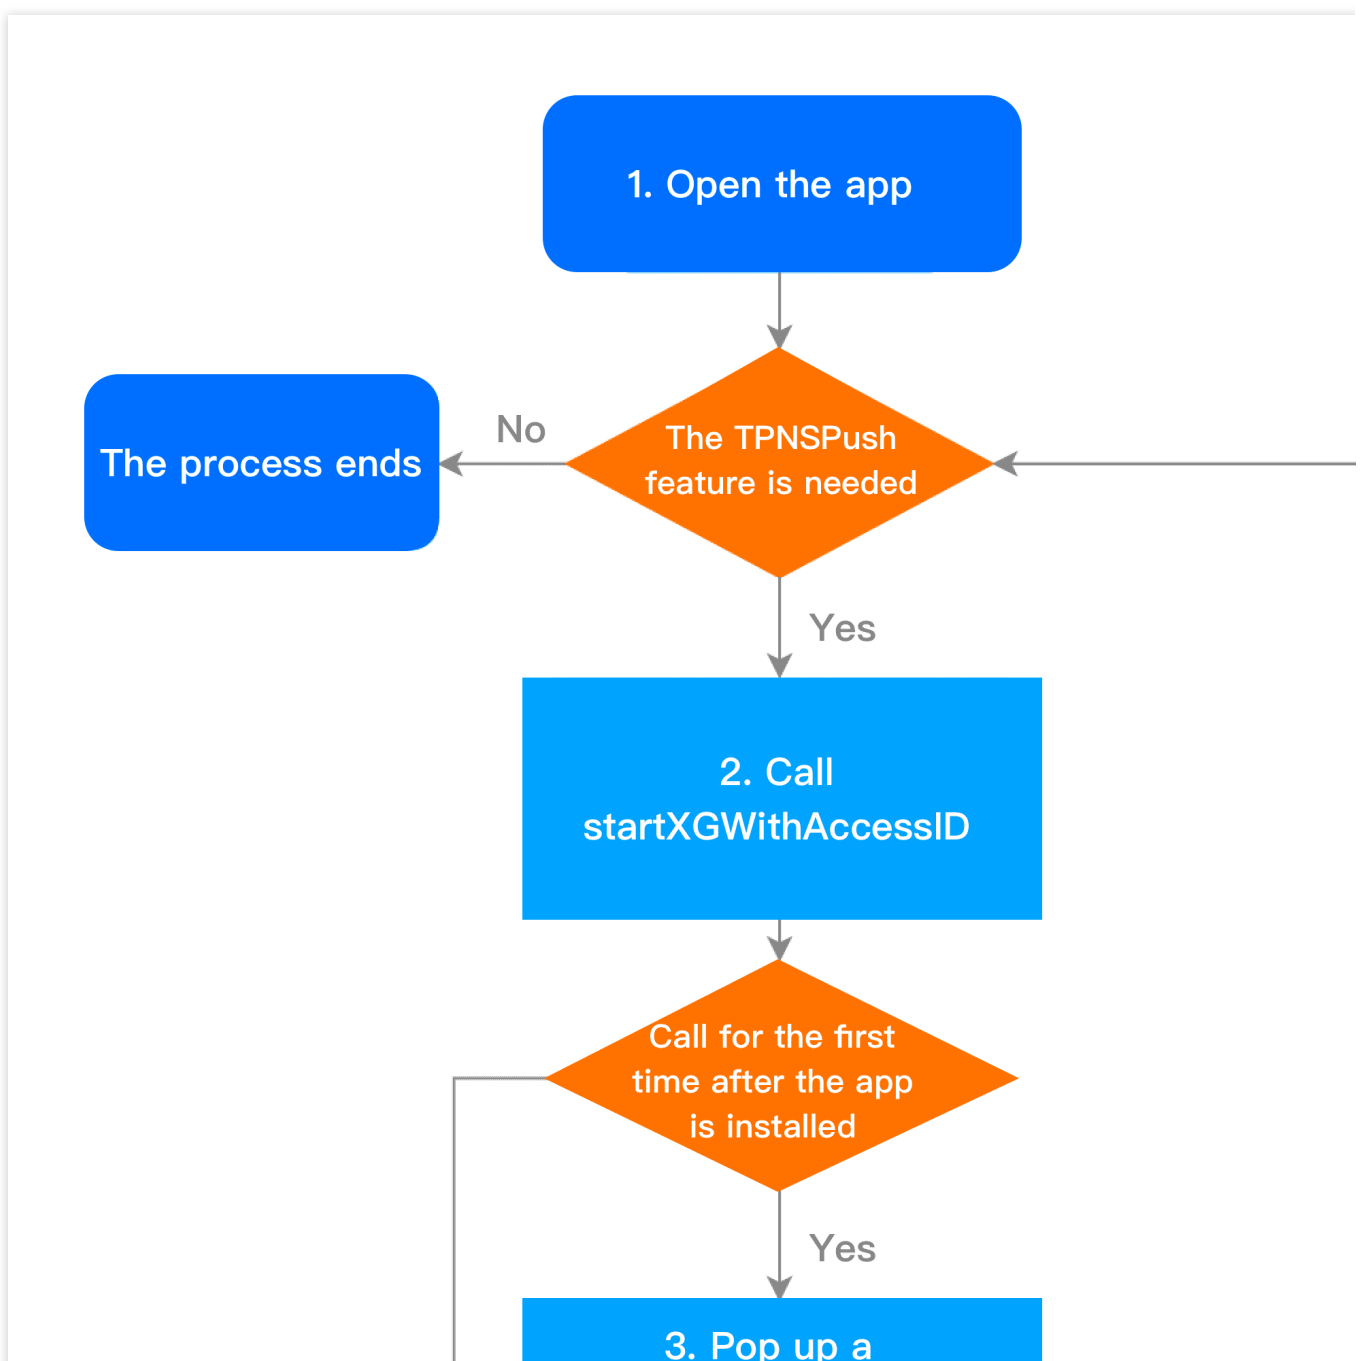 1. Open the app
The TPNSPush
feature is needed
No
The process ends
Yes
2. Call
startXGWithAccessID
Call for the first
time after the app
is installed
Yes
3. Pop up a